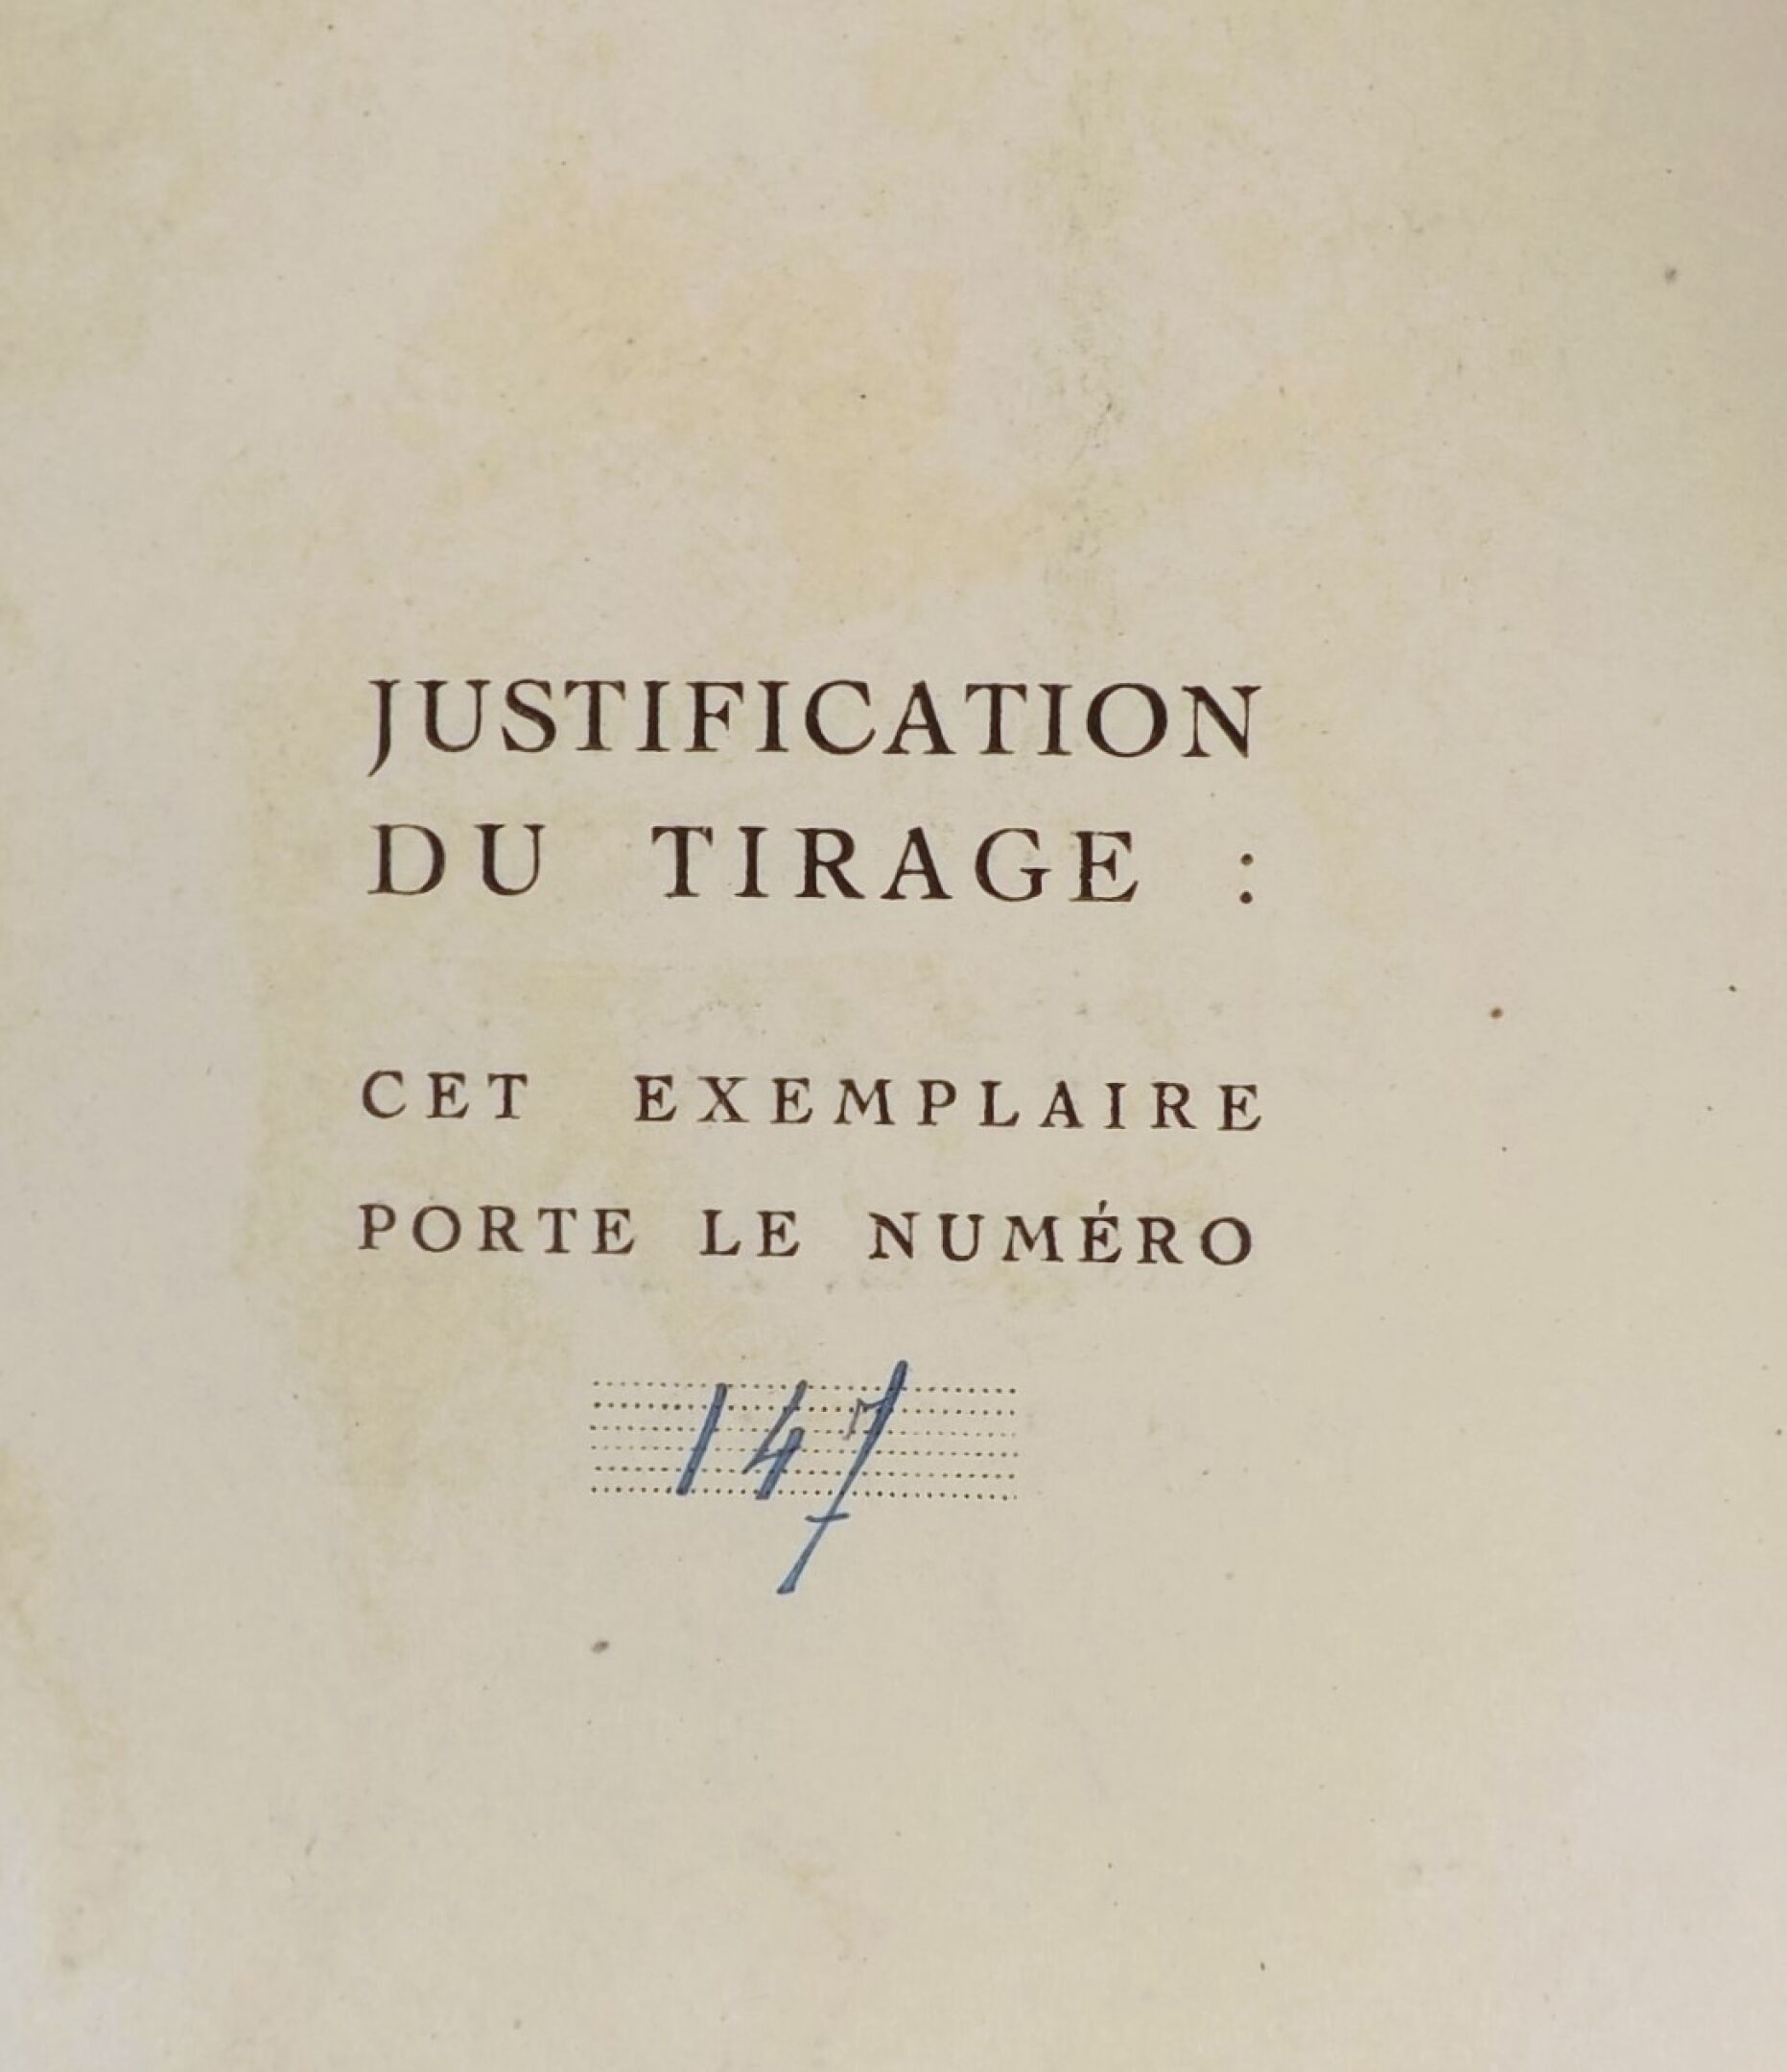 JUSTIFICATION
DU TIRAGE :
CET EXEMPLAIRE
PORTE LE NUMÉRO
147